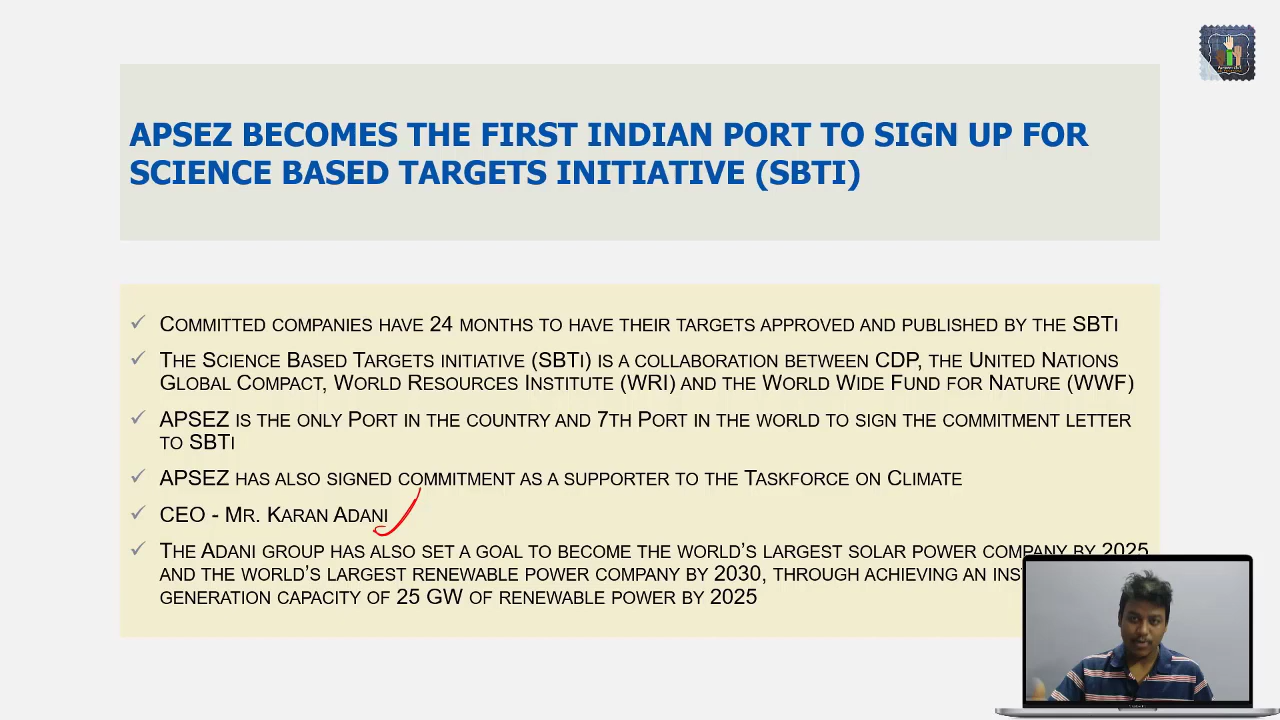 APSEZ BECOMES THE FIRST INDIAN PORT TO SIGN UP FOR
SCIENCE BASED TARGETS INITIATIVE (SBTI)
COMMITTED COMPANIES HAVE 24 MONTHS TO HAVE THEIR TARGETS APPROVED AND PUBLISHED BY THE SBTI
THE SCIENCE BASED TARGETS INITIATIVE (SBTI) IS A COLLABORATION BETWEEN CDP, THE UNITED NATIONS
GLOBAL COMPACT, WORLD RESOURCES INSTITUTE (WRI) AND THE WORLD WIDE FUND FOR NATURE (WWF)
APSEZ IS THE ONLY PORT IN THE COUNTRY AND 7TH PORT IN THE WORLD TO SIGN THE COMMITMENT LETTER
TO SBTI
APSEZ HAS ALSO SIGNED COMMITMENT AS A SUPPORTER TO THE TASKFORCE ON CLIMATE
CEO - MR. KARAN ADANI
THE ADANI GROUP HAS ALSO SET A GOAL TO BECOME THE WORLD'S LARGEST SOLAR POWER COMPANY BY 2025
AND THE WORLD'S LARGEST RENEWABLE POWER COMPANY BY 2030, THROUGH ACHIEVING AN
GENERATION CAPACITY OF 25 GW OF RENEWABLE POWER BY 2025